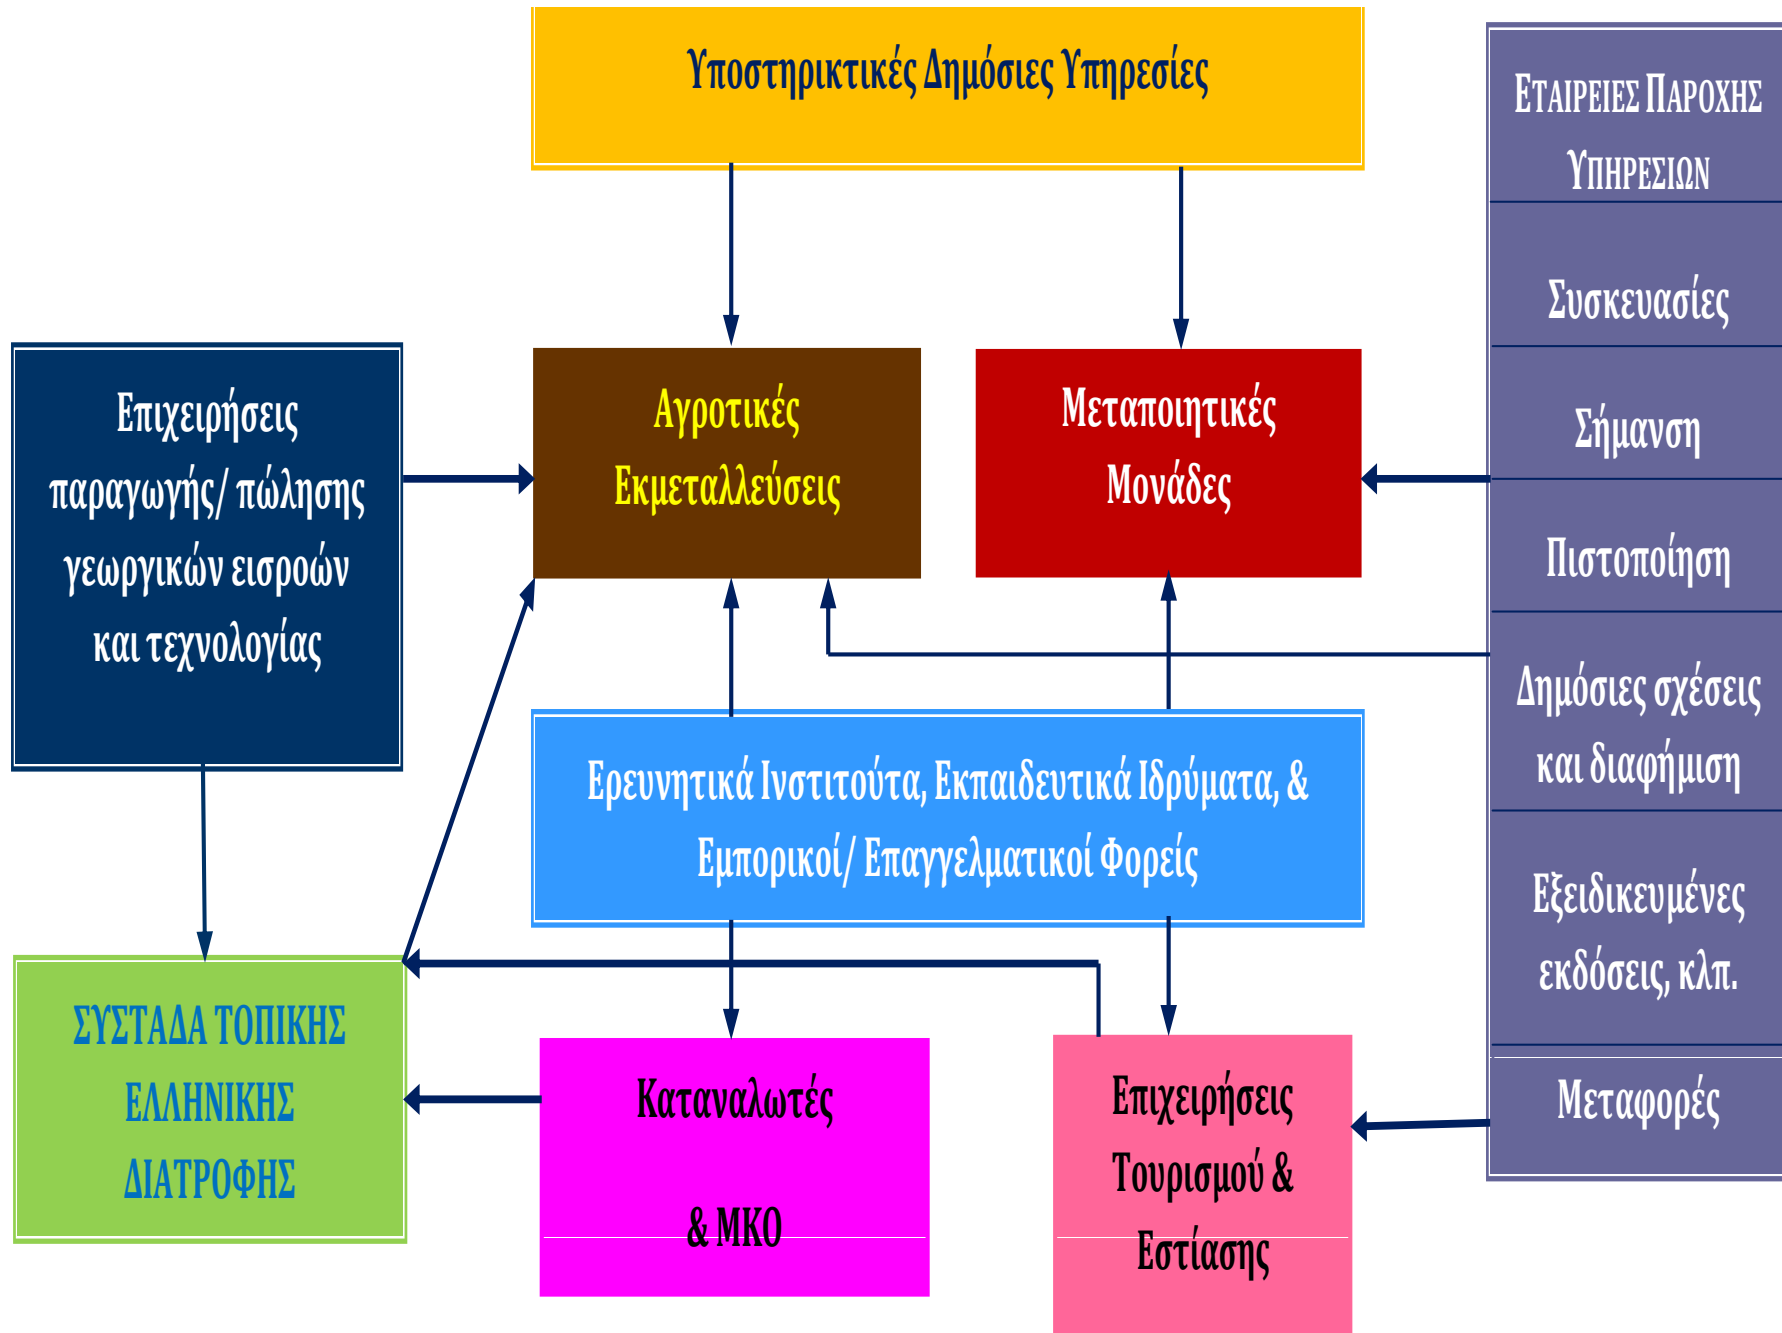 Υποστηρικτικές Δημόσιες Υπηρεσίες
ΕΤΑΙΡΕΙΕΣ ΠΑΡΟΧΗΣ
ΥΠΗΡΕΣΙΩΝ
Συσκευασίες
Σήμανση
Πιστοποίηση
Δημόσιες σχέσεις
και διαφήμιση
Εξειδικευμένες
εκδόσεις, κλπ.
Μεταφορές
Επιχειρήσεις
παραγωγής/ πώλησης
γεωργικών εισροών
και τεχνολογίας
Αγροτικές
Εκμεταλλεύσεις
Μεταποιητικές
Μονάδες
Ερευνητικά Ινστιτούτα, Εκπαιδευτικά Ιδρύματα, &
Εμπορικοί/ Επαγγελματικοί Φορείς
ΣΥΣΤΑΔΑ ΤΟΠΙΚΗΣ
ΕΛΛΗΝΙΚΗΣ
ΔΙΑΤΡΟΦΗΣ
Καταναλωτές
& ΜΚΟ
Επιχειρήσεις
Τουρισμού &
Εστίασης